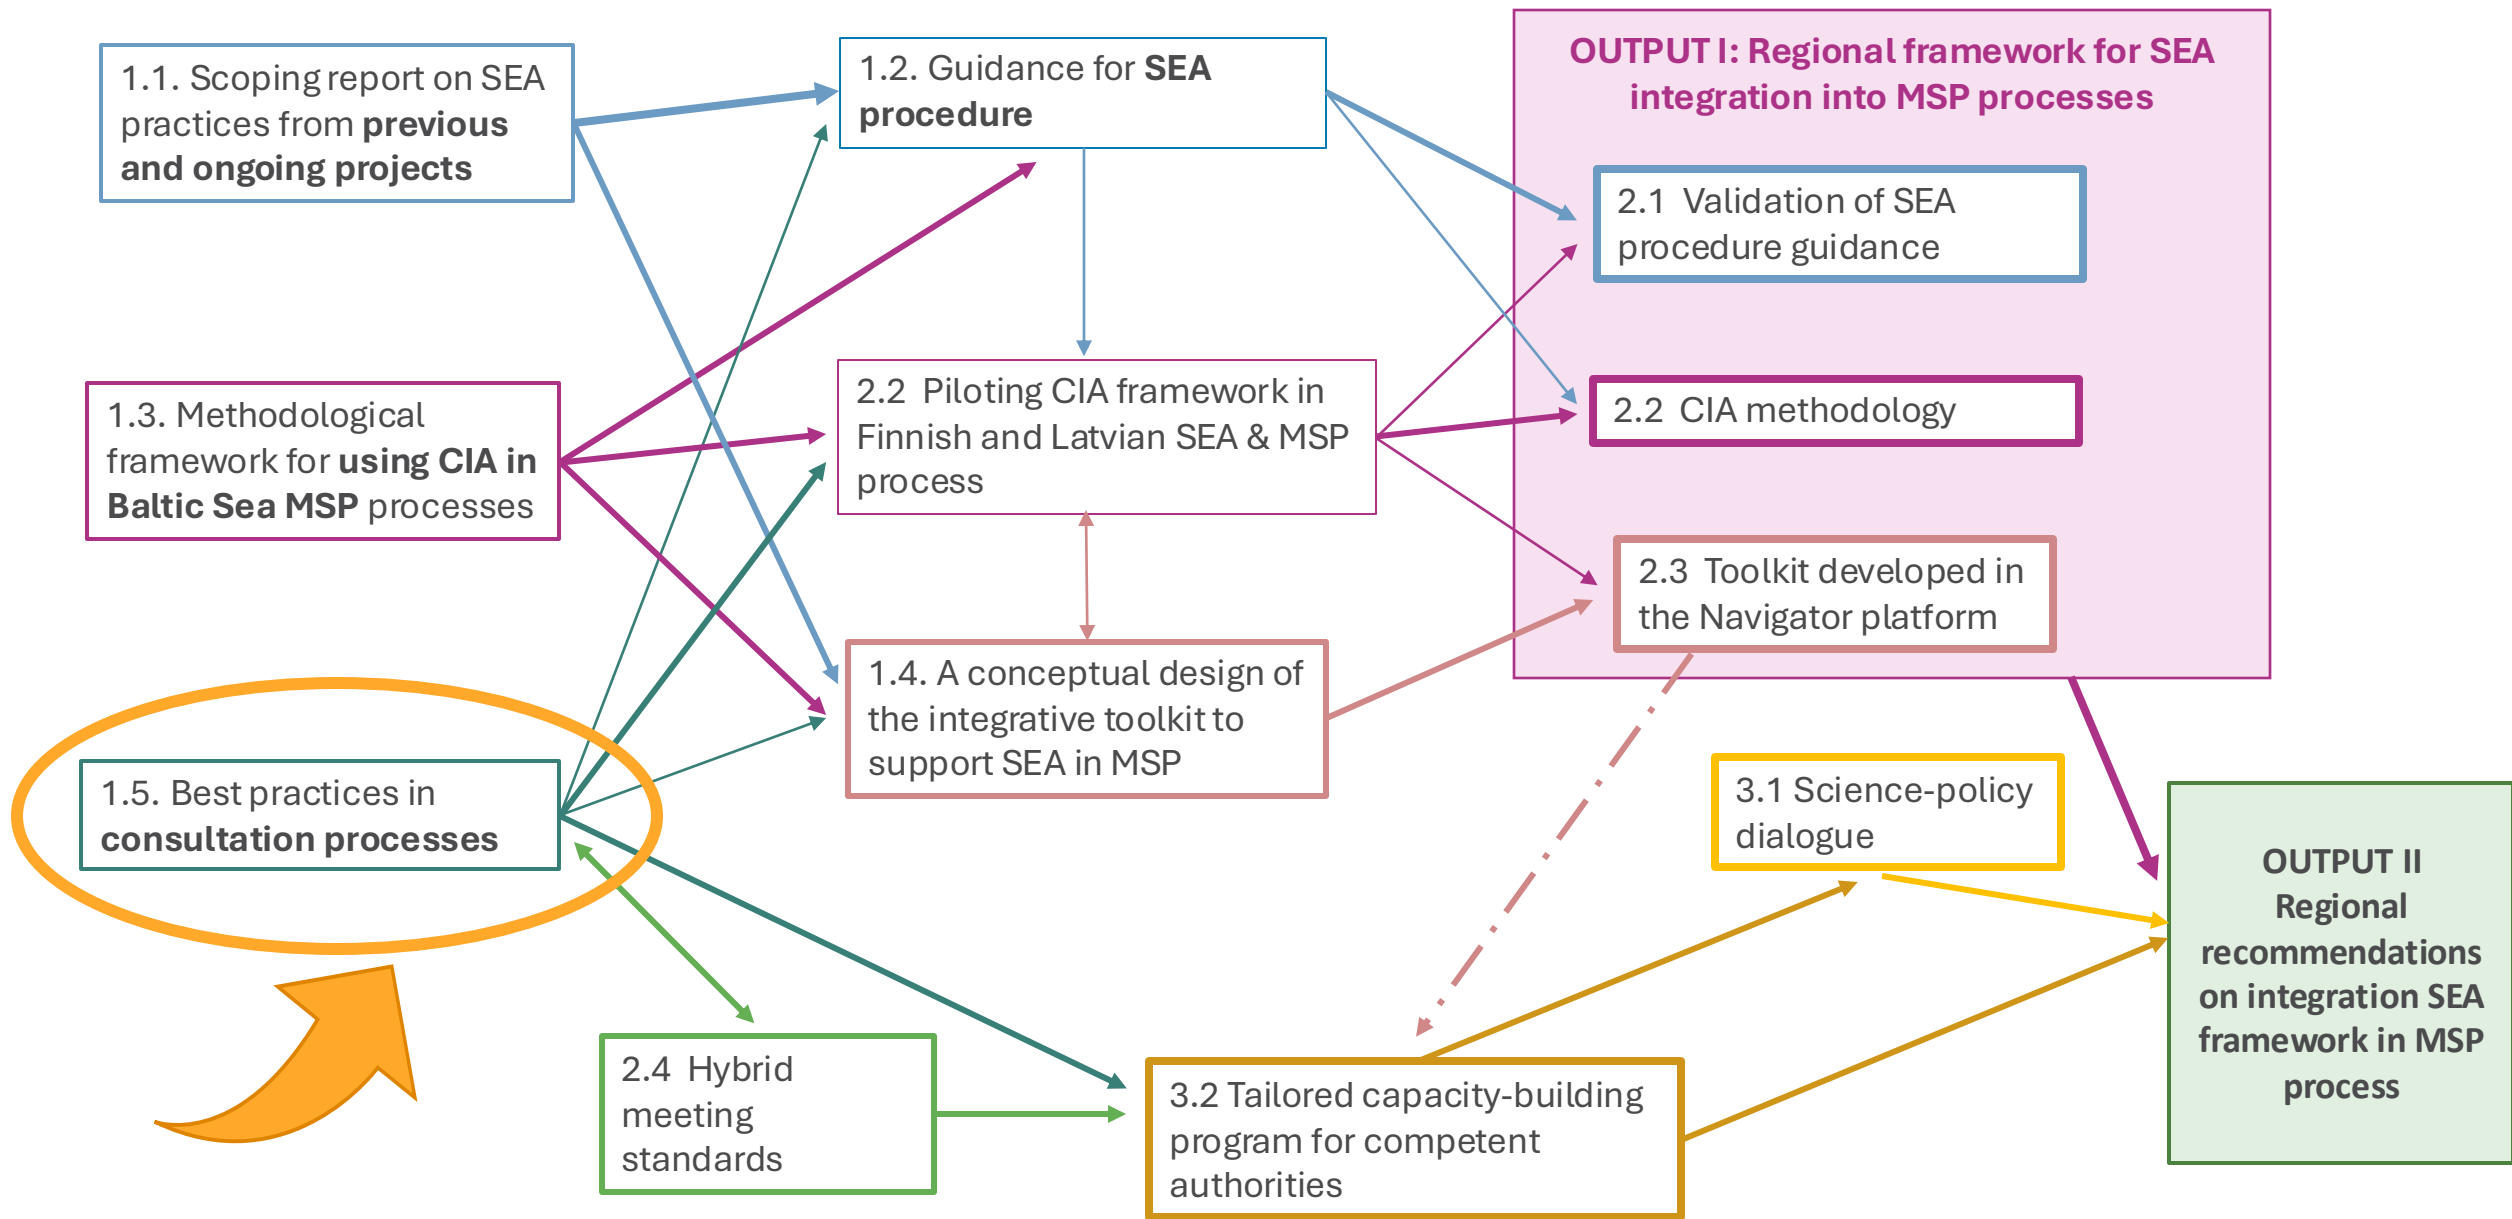 1.1. Scoping report on SEA
practices from previous
and ongoing projects
1.2. Guidance for SEA
procedure
OUTPUT I: Regional framework for SEA
integration into MSP processes
2.1 Validation of SEA
procedure guidance
1.3. Methodological
framework for using CIA in
Baltic Sea MSP processes
2.2 Piloting CIA framework in
Finnish and Latvian SEA & MSP
process
2.2 CIA methodology
2.3 Toolkit developed in
the Navigator platform
1.4. A conceptual design of
the integrative toolkit to
support SEA in MSP
1.5. Best practices in
consultation processes
3.1 Science-policy
dialogue
OUTPUT II
Regional
recommendations
on integration SEA
framework in MSP
process
2.4 Hybrid
meeting
standards
3.2 Tailored capacity-building
program for competent
authorities